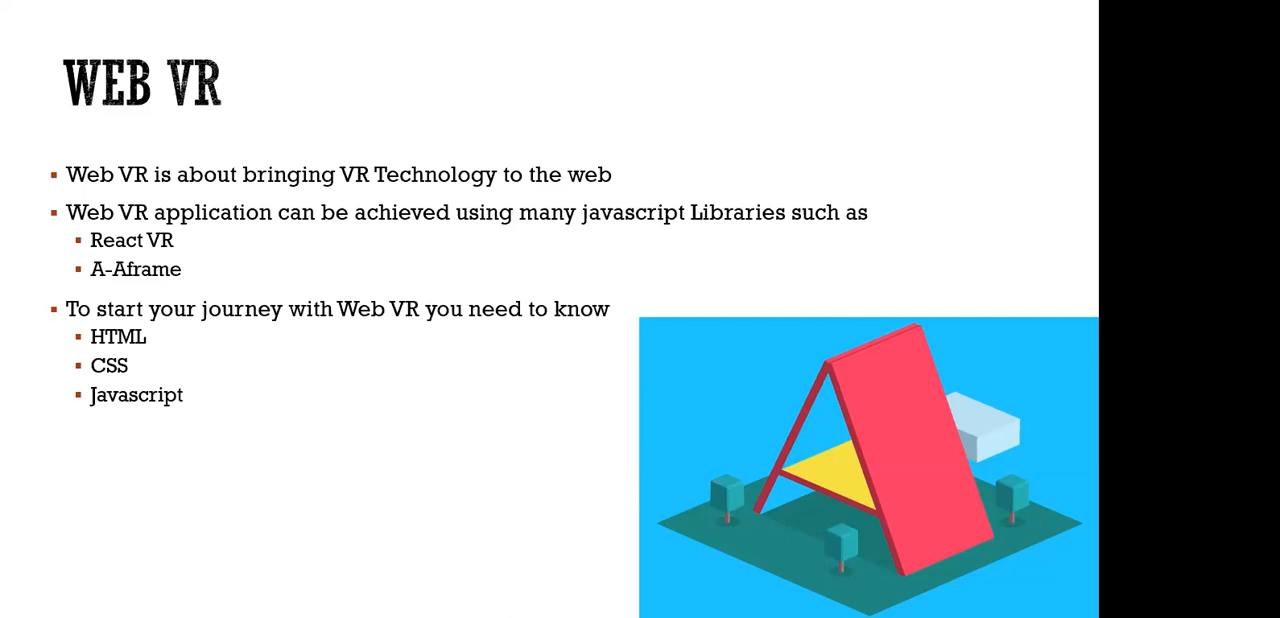 WEB VR
Web VR is about bringing VR Technology to the web
Web VR application can be achieved using many javascript Libraries such as
React VR
A-Aframe
To start your journey with Web VR you need to know
HTML
CSS
Javascript